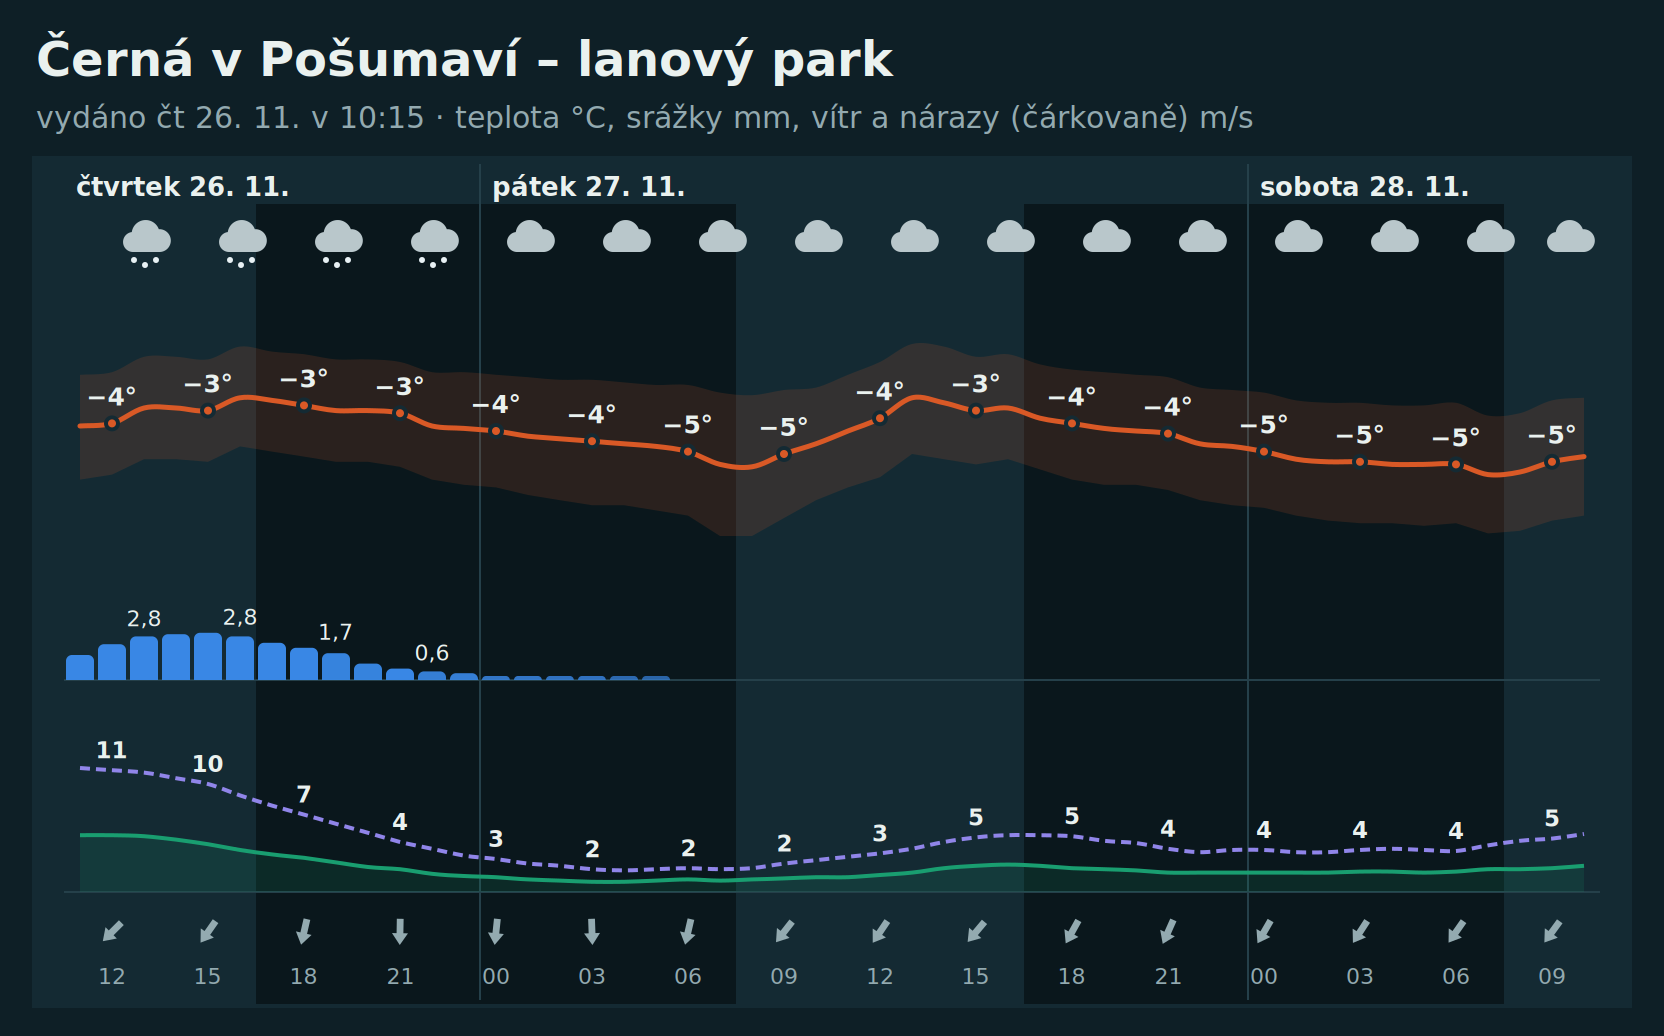 Černá v Pošumaví – lanový park
vydáno čt 26. 11. v 10:15 · teplota °C, srážky mm, vítr a nárazy (čárkovaně) m/s
čtvrtek 26. 11. pátek 27. 11. sobota 28. 11.
−4° −3° −3° −3° −4° −4° −5° −5° −4° −3° −4° −4° −5° −5° −5° −5°
2,8 2,8 1,7 0,6
11 10 7 4 3 2 2 2 3 5 5 4 4 4 4 5
12 15 18 21 00 03 06 09 12 15 18 21 00 03 06 09